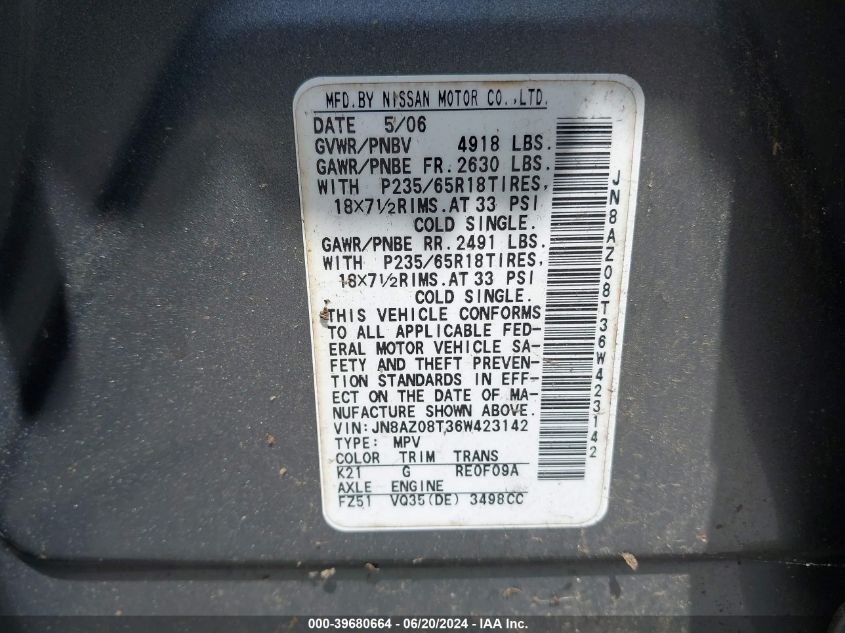 MFD.BY NISSAN MOTOR CO.,LTD.
DATE 5/06
GVWR/PNBV 4918 LBS.
GAWR/PNBE FR.2630 LBS.
WITH P235/65R18TIRES,
18×7½RIMS.AT 33 PSI
COLD SINGLE.
GAWR/PNBE RR.2491 LBS.
WITH P235/65R18TIRES,
18×7½RIMS.AT 33 PSI
COLD SINGLE.
THIS VEHICLE CONFORMS
TO ALL APPLICABLE FED-
ERAL MOTOR VEHICLE SA-
FETY AND THEFT PREVEN-
TION STANDARDS IN EFF-
ECT ON THE DATE OF MA-
NUFACTURE SHOWN ABOVE.
VIN:JN8AZ08T36W423142
TYPE: MPV
COLOR TRIM TRANS
K21 G RE0F09A
AXLE ENGINE
FZ51 VQ35(DE) 3498CC
JN8AZ08T36W423142
000-39680664 - 06/20/2024 - IAA Inc.